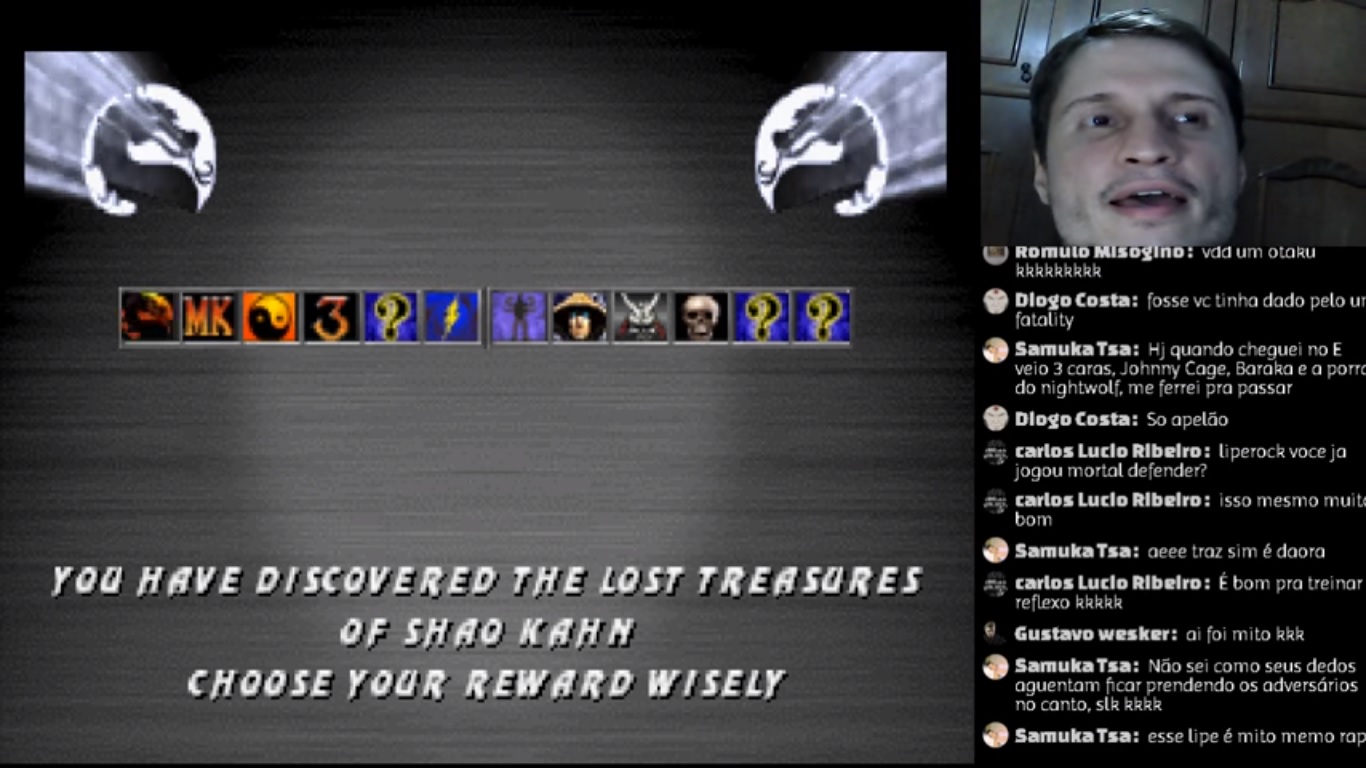 MK
3
?
?
?
YOU HAVE DISCOVERED THE LOST TREASURES
OF SHAO KAHN
CHOOSE YOUR REWARD WISELY
Romulo Misogino: vdd um otaku
kkkkkkkkk
Diogo Costa: fosse vc tinha dado pelo
fatality
Samuka Tsa: Hj quando cheguei no E
veio 3 caras, Johnny Cage, Baraka e a porra
do nightwolf, me ferrei pra passar
Diogo Costa: So apelão
carlos Lucio Ribeiro: liperock voce ja
jogou mortal defender?
carlos Lucio Ribeiro: isso mesmo muito
bom
Samuka Tsa: aeee traz sim é daora
carlos Lucio Ribeiro: É bom pra treinar
reflexo kkkkk
Gustavo wesker: ai foi mito kkk
Samuka Tsa: Não sei como seus dedos
aguentam ficar prendendo os adversários
no canto, slk kkkk
Samuka Tsa: esse lipe é mito memo